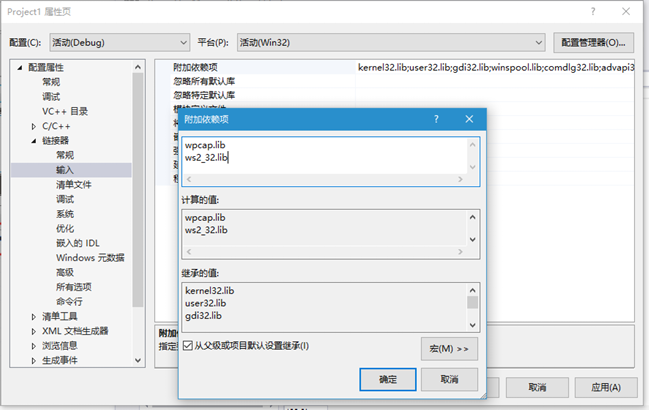 Project1 属性页
配置(C): 活动(Debug) 平台(P): 活动(Win32) 配置管理器(O)...
配置属性
常规
调试
VC++ 目录
C/C++
链接器
常规
输入
清单文件
调试
系统
优化
嵌入的 IDL
Windows 元数据
高级
所有选项
命令行
清单工具
XML 文档生成器
浏览信息
生成事件
附加依赖项 kernel32.lib;user32.lib;gdi32.lib;winspool.lib;comdlg32.lib;advapi3
忽略所有默认库
忽略特定默认库
附加依赖项
wpcap.lib
ws2_32.lib
计算的值:
wpcap.lib
ws2_32.lib
继承的值:
kernel32.lib
user32.lib
gdi32.lib
从父级或项目默认设置继承(I)
宏(M) >>
确定 取消
取消 应用(A)